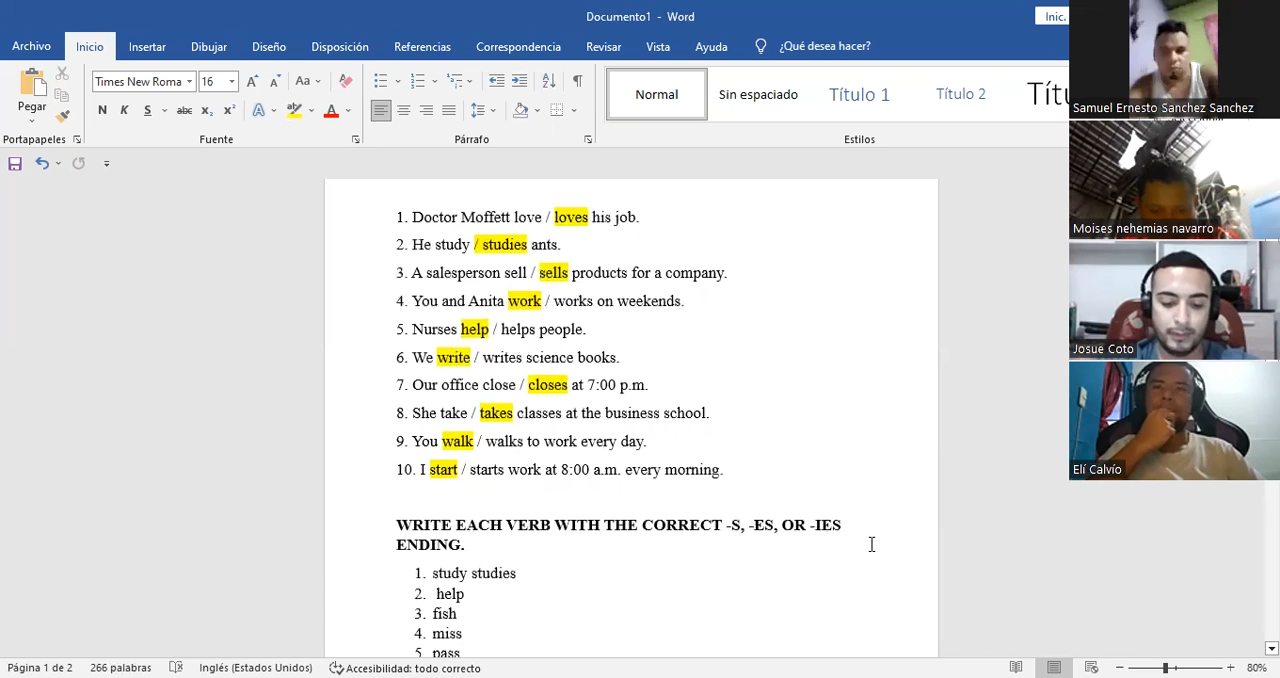 Documento1 - Word
Inic.
Archivo Inicio Insertar Dibujar Diseño Disposición Referencias Correspondencia Revisar Vista Ayuda ¿Qué desea hacer?
Times New Roma 16
Pegar
Normal Sin espaciado Título 1 Título 2
Portapapeles Fuente Párrafo Estilos
1. Doctor Moffett love / loves his job.
2. He study / studies ants.
3. A salesperson sell / sells products for a company.
4. You and Anita work / works on weekends.
5. Nurses help / helps people.
6. We write / writes science books.
7. Our office close / closes at 7:00 p.m.
8. She take / takes classes at the business school.
9. You walk / walks to work every day.
10. I start / starts work at 8:00 a.m. every morning.
WRITE EACH VERB WITH THE CORRECT -S, -ES, OR -IES
ENDING.
1. study studies
2. help
3. fish
4. miss
5. pass
Samuel Ernesto Sanchez Sanchez
Moises nehemias navarro
Josue Coto
Elí Calvío
Página 1 de 2 266 palabras Inglés (Estados Unidos) Accesibilidad: todo correcto 80%